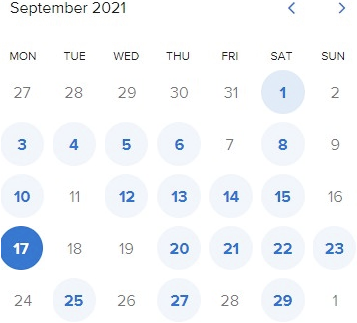 September 2021
MON TUE WED THU FRI SAT SUN
27 28 29 30 31 1 2
3 4 5 6 7 8 9
10 11 12 13 14 15 16
17 18 19 20 21 22 23
24 25 26 27 28 29 1